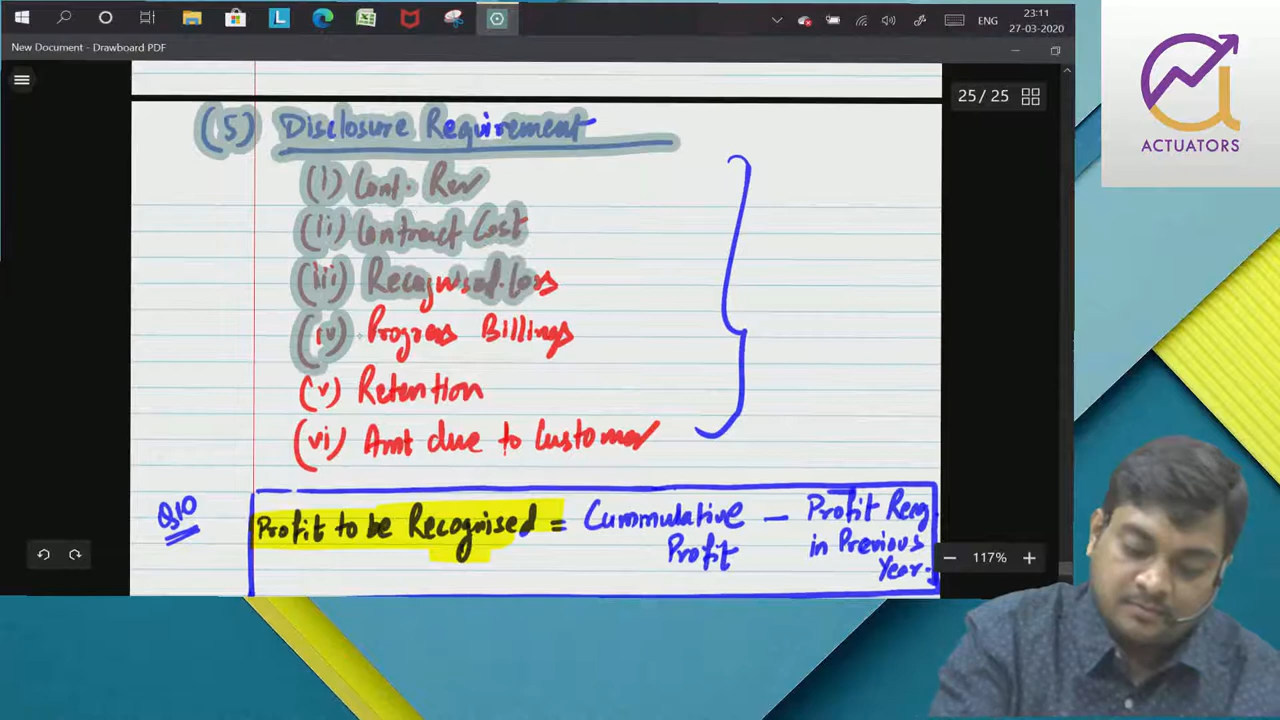 23:11
ENG
27-03-2020
New Document - Drawboard PDF
25 / 25
ACTUATORS
(5) Disclosure Requirement
(i) Cont. Rev
(ii) Contract Cost
(iii) Recognised Loss
(iv) Progress Billings
(v) Retention
(vi) Amt due to Customer
Q10
Profit to be Recognised = Cummulative Profit - Profit Recg in Previous Year.
117%